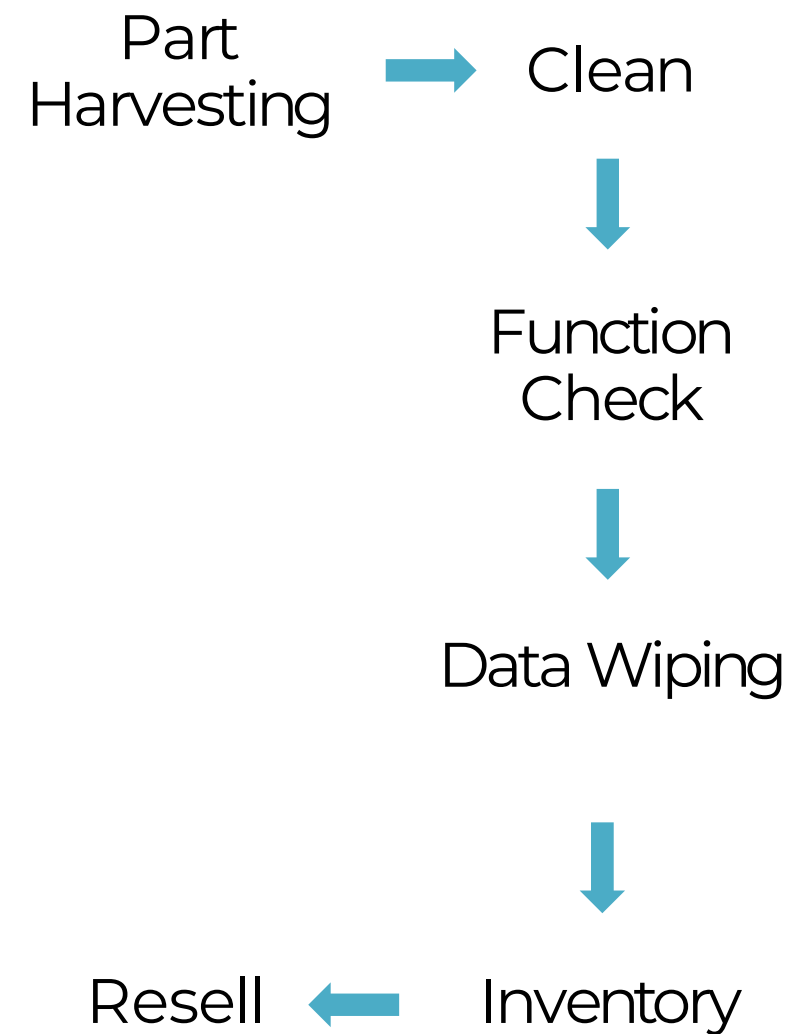 Part
Harvesting
Clean
Function
Check
Data Wiping
Inventory
Resell